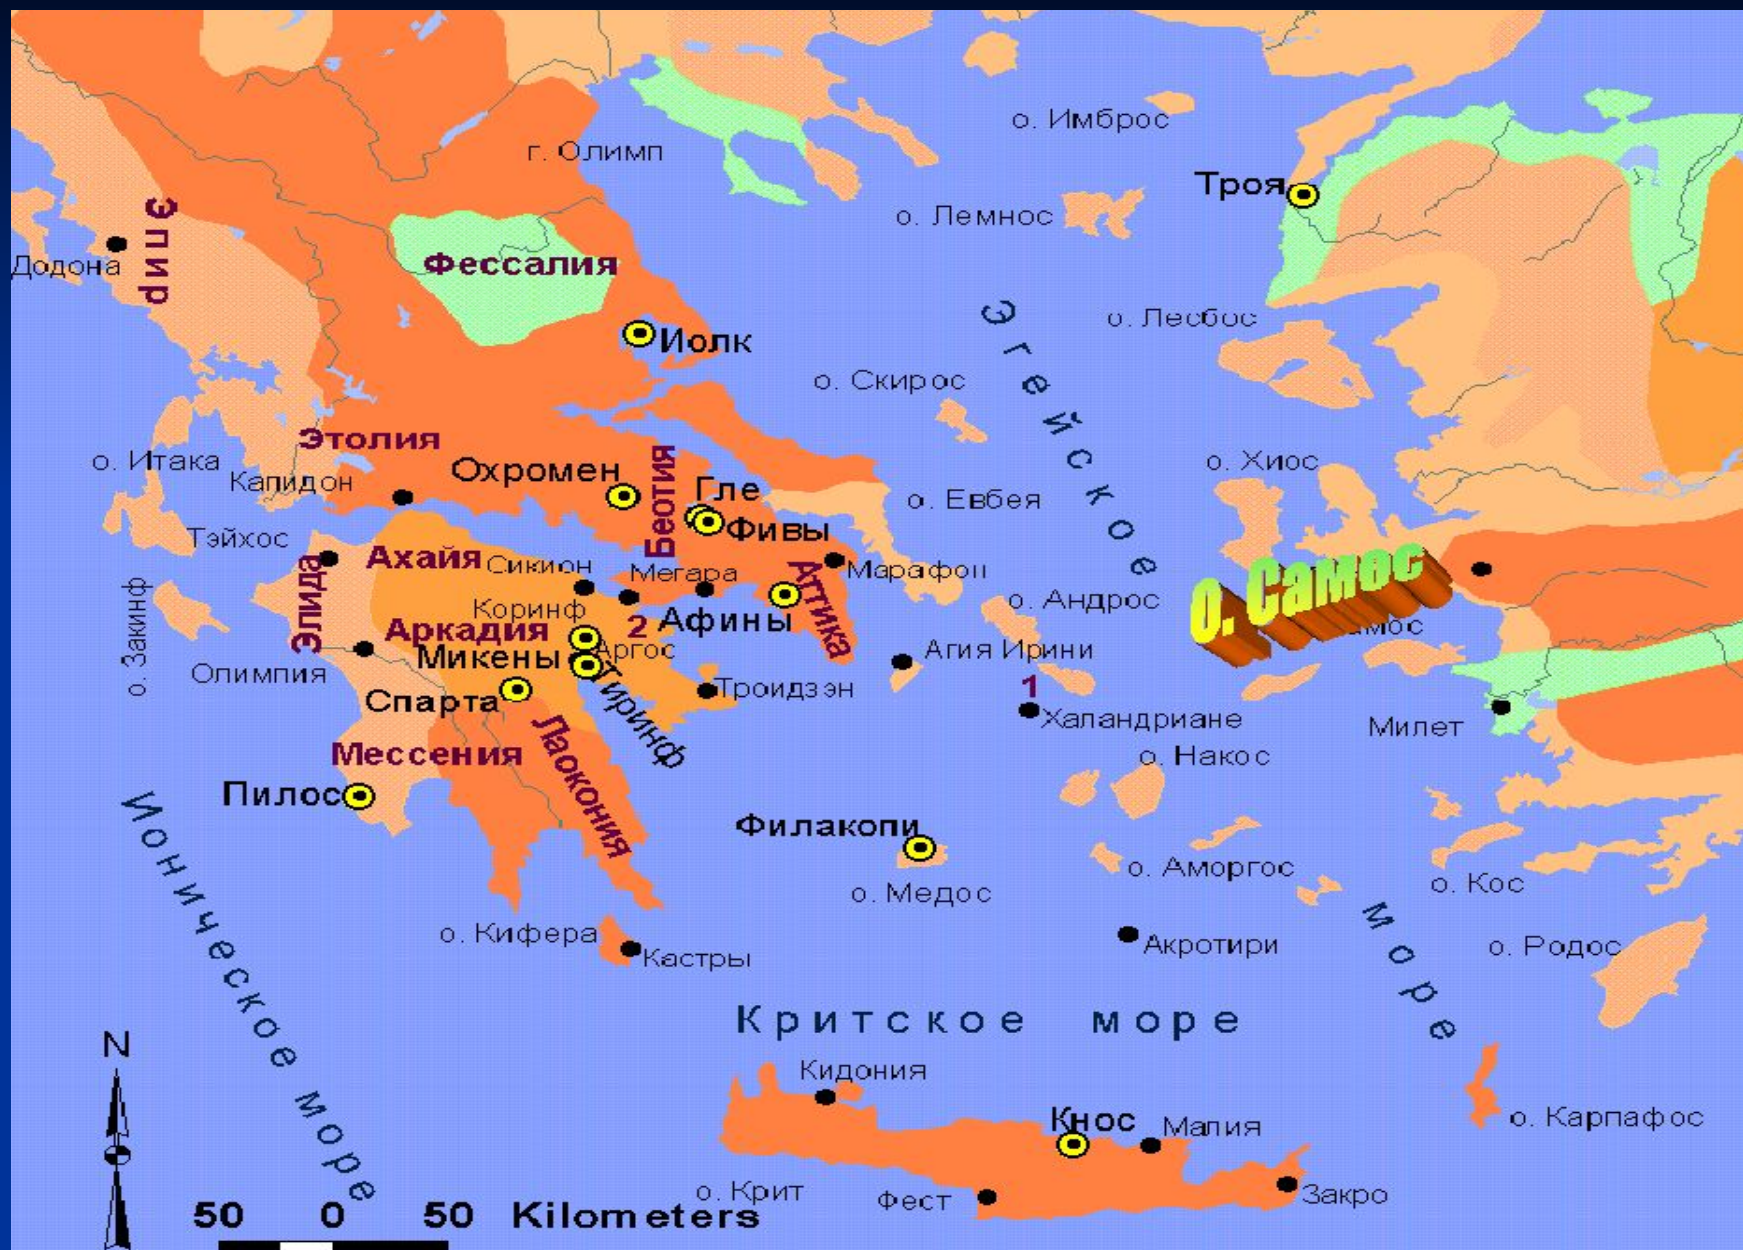 г. Олимп
о. Имброс
Троя
о. Лемнос
Эпир
Додона
Фессалия
Эгейское
о. Лесбос
Иолк
о. Скирос
Этолия
о. Итака
Капидон
Охромен
Беотия
Гле
о. Евбея
о. Хиос
Фивы
Тэйхос
Ахайя
Сикион
Мегара
Марафон
о. Самос
Элида
о. Закинф
Коринф
2
Афины
Аттика
о. Андрос
Аркадия
Микены
Аргос
Агия Ирини
Олимпия
Спарта
Тиринф
Троидзэн
1
Халандриане
Милет
Мессения
Лаокония
о. Накос
Пилос
Ионическое море
Филакопи
о. Медос
о. Аморгос
о. Кос
море
о. Кифера
Кастры
Акротири
о. Родос
Критское море
N
Кидония
Кнос
Малия
о. Карпафос
о. Крит
Фест
Закро
50 0 50 Kilometers